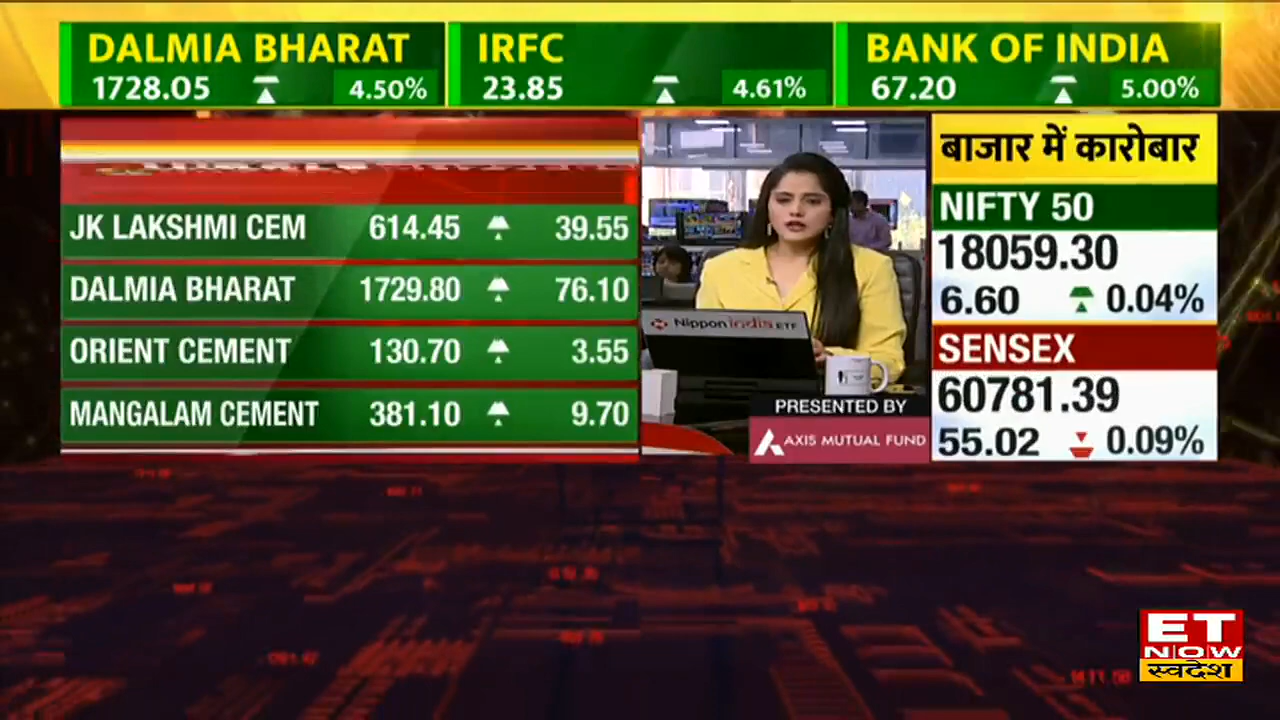 DALMIA BHARAT
1728.05 4.50%
IRFC
23.85 4.61%
BANK OF INDIA
67.20 5.00%
JK LAKSHMI CEM 614.45 39.55
DALMIA BHARAT 1729.80 76.10
ORIENT CEMENT 130.70 3.55
MANGALAM CEMENT 381.10 9.70
Nippon india ETF
PRESENTED BY
AXIS MUTUAL FUND
बाजार में कारोबार
NIFTY 50
18059.30
6.60 0.04%
SENSEX
60781.39
55.02 0.09%
ET
NOW
स्वदेश